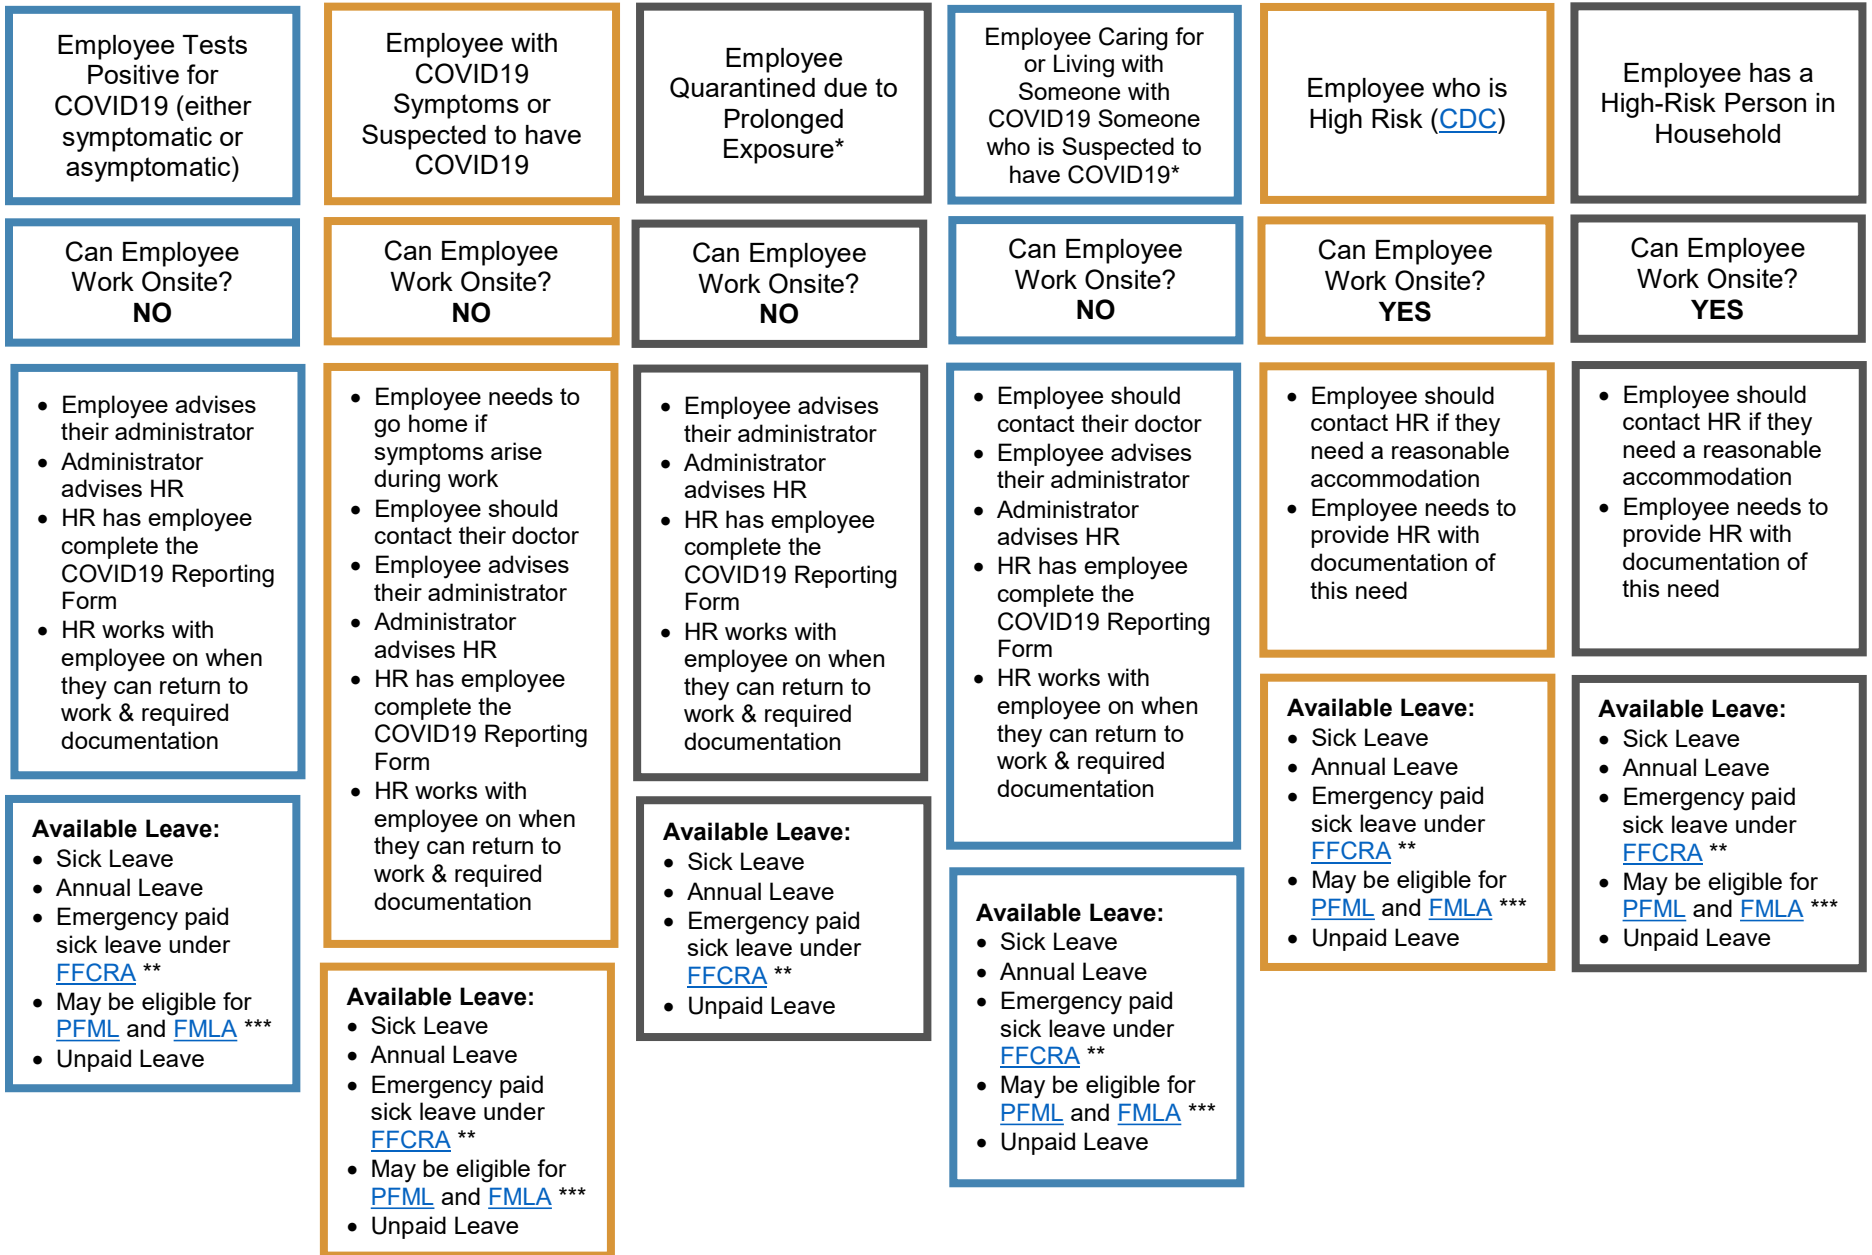 Employee Tests
Positive for
COVID19 (either
symptomatic or
asymptomatic)
Can Employee
Work Onsite?
NO
• Employee advises
their administrator
• Administrator
advises HR
• HR has employee
complete the
COVID19 Reporting
Form
• HR works with
employee on when
they can return to
work & required
documentation
Available Leave:
• Sick Leave
• Annual Leave
• Emergency paid
sick leave under
FFCRA **
• May be eligible for
PFML and FMLA ***
• Unpaid Leave
Employee with
COVID19
Symptoms or
Suspected to have
COVID19
Can Employee
Work Onsite?
NO
• Employee needs to
go home if
symptoms arise
during work
• Employee should
contact their doctor
• Employee advises
their administrator
• Administrator
advises HR
• HR has employee
complete the
COVID19 Reporting
Form
• HR works with
employee on when
they can return to
work & required
documentation
Available Leave:
• Sick Leave
• Annual Leave
• Emergency paid
sick leave under
FFCRA **
• May be eligible for
PFML and FMLA ***
• Unpaid Leave
Employee
Quarantined due to
Prolonged
Exposure*
Can Employee
Work Onsite?
NO
• Employee advises
their administrator
• Administrator
advises HR
• HR has employee
complete the
COVID19 Reporting
Form
• HR works with
employee on when
they can return to
work & required
documentation
Available Leave:
• Sick Leave
• Annual Leave
• Emergency paid
sick leave under
FFCRA **
• Unpaid Leave
Employee Caring for
or Living with
Someone with
COVID19 Someone
who is Suspected to
have COVID19*
Can Employee
Work Onsite?
NO
• Employee should
contact their doctor
• Employee advises
their administrator
• Administrator
advises HR
• HR has employee
complete the
COVID19 Reporting
Form
• HR works with
employee on when
they can return to
work & required
documentation
Available Leave:
• Sick Leave
• Annual Leave
• Emergency paid
sick leave under
FFCRA **
• May be eligible for
PFML and FMLA ***
• Unpaid Leave
Employee who is
High Risk (CDC)
Can Employee
Work Onsite?
YES
• Employee should
contact HR if they
need a reasonable
accommodation
• Employee needs to
provide HR with
documentation of
this need
Available Leave:
• Sick Leave
• Annual Leave
• Emergency paid
sick leave under
FFCRA **
• May be eligible for
PFML and FMLA ***
• Unpaid Leave
Employee has a
High-Risk Person in
Household
Can Employee
Work Onsite?
YES
• Employee should
contact HR if they
need a reasonable
accommodation
• Employee needs to
provide HR with
documentation of
this need
Available Leave:
• Sick Leave
• Annual Leave
• Emergency paid
sick leave under
FFCRA **
• May be eligible for
PFML and FMLA ***
• Unpaid Leave